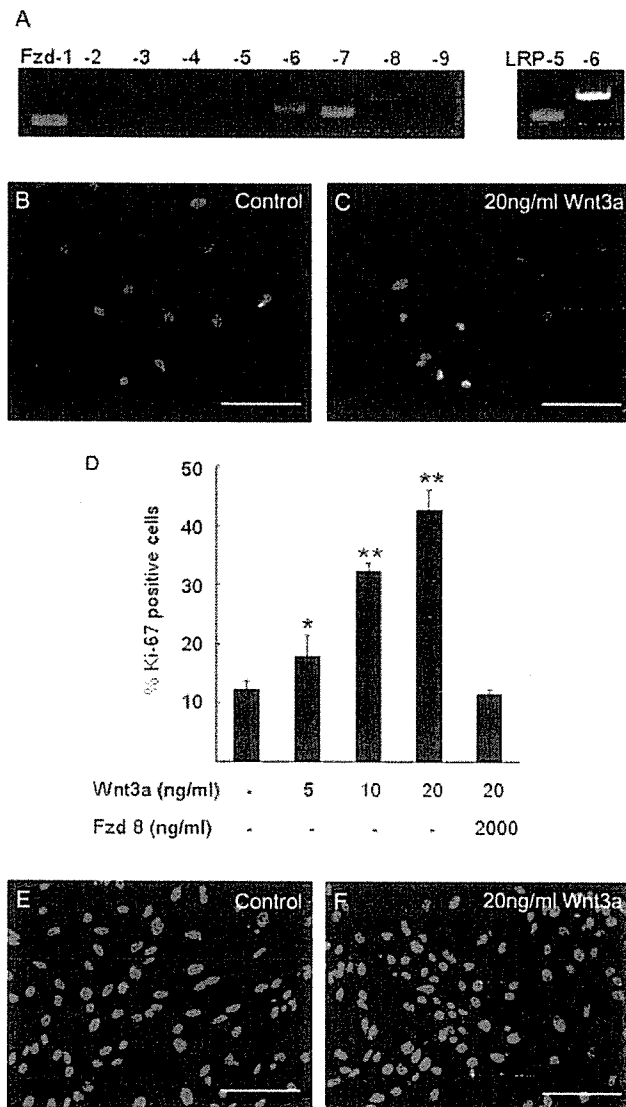 A
Fzd-1 -2 -3 -4 -5 -6 -7 -8 -9 LRP-5 -6
B Control
C 20ng/ml Wnt3a
D
% Ki-67 positive cells
50
40
30
20
10
*
**
**
Wnt3a (ng/ml) - 5 10 20 20
Fzd 8 (ng/ml) - - - - 2000
E Control
F 20ng/ml Wnt3a